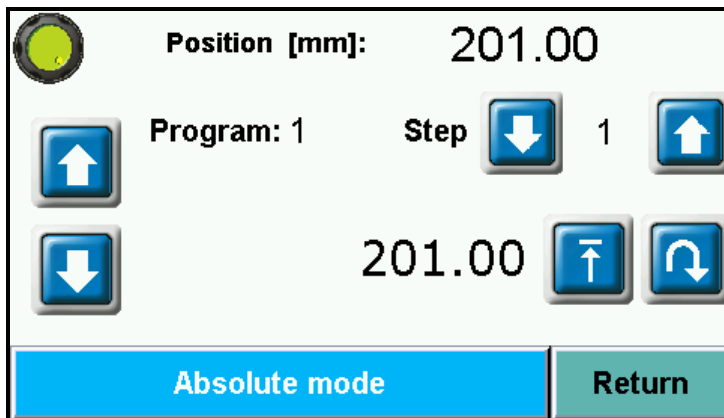 Position [mm]: 201.00
Program: 1 Step 1
201.00
Absolute mode Return